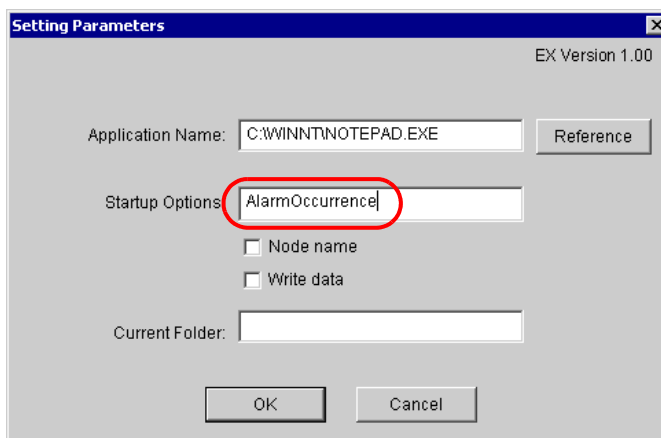 Setting Parameters
EX Version 1.00
Application Name: C:\WINNT\NOTEPAD.EXE Reference
Startup Options AlarmOccurrence
Node name
Write data
Current Folder:
OK Cancel